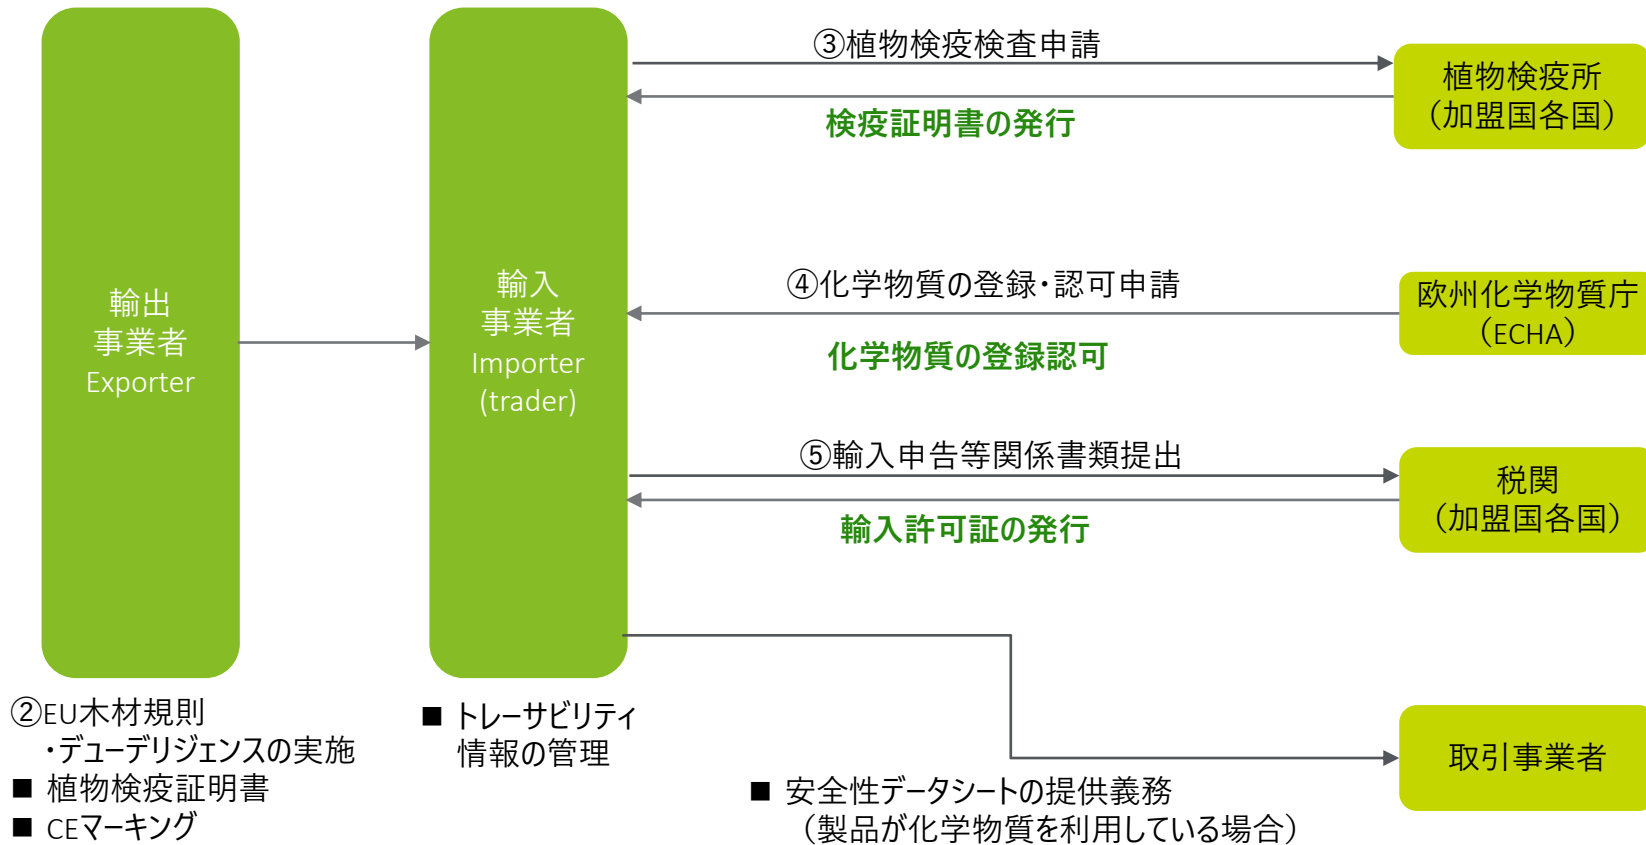 輸出
事業者
Exporter
②EU木材規則
・デューデリジェンスの実施
■ 植物検疫証明書
■ CEマーキング
輸入
事業者
Importer
(trader)
■ トレーサビリティ
情報の管理
③植物検疫検査申請
検疫証明書の発行
植物検疫所
（加盟国各国）
④化学物質の登録・認可申請
化学物質の登録認可
欧州化学物質庁
（ECHA）
⑤輸入申告等関係書類提出
輸入許可証の発行
税関
（加盟国各国）
取引事業者
■ 安全性データシートの提供義務
（製品が化学物質を利用している場合）